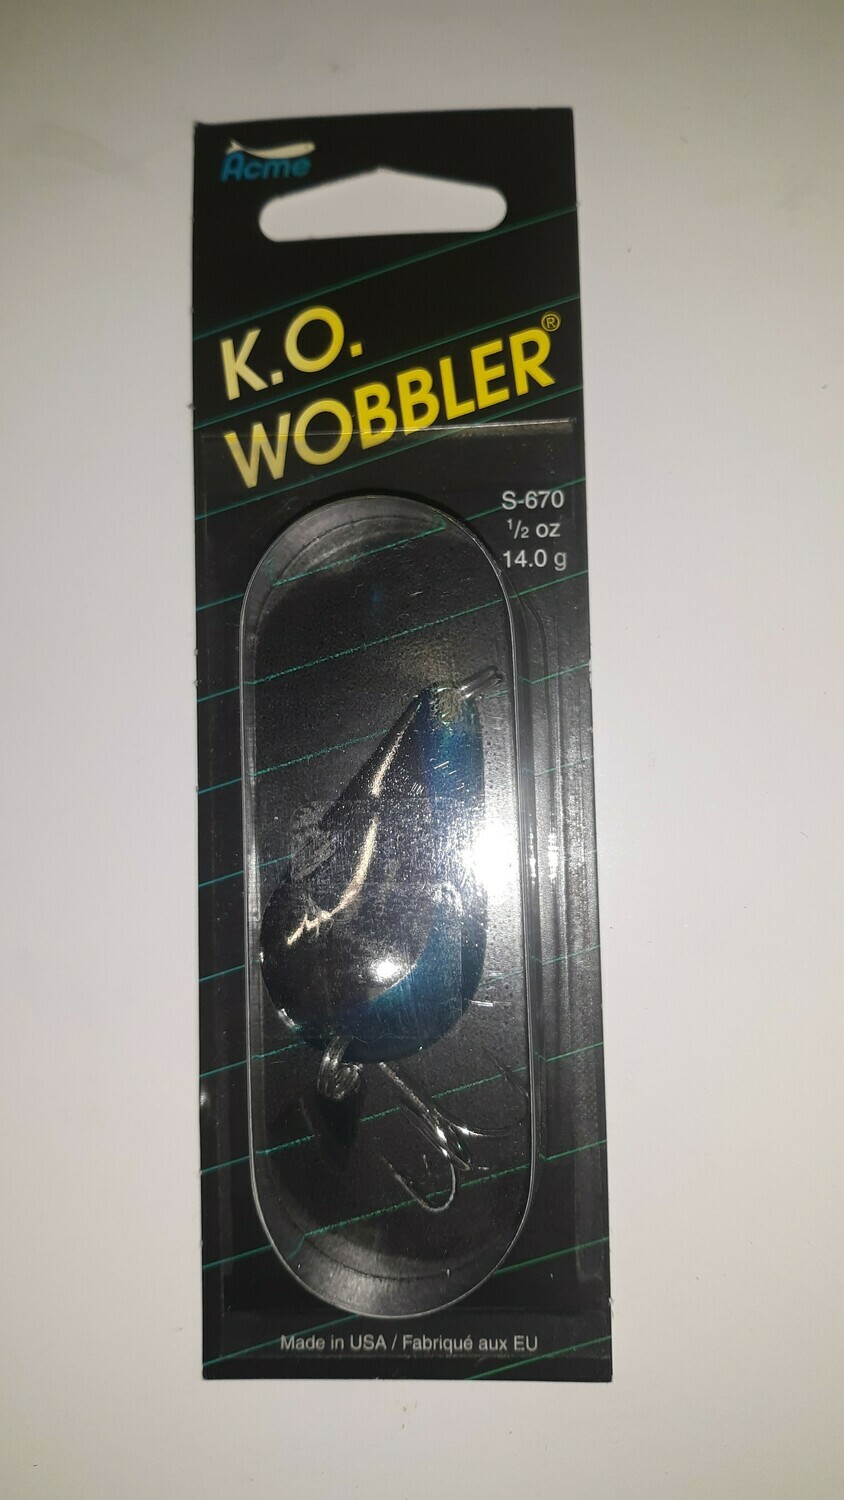 Acme
K.O.
WOBBLER®
S-670
1/2 oz
14.0 g
Made in USA / Fabriqué aux EU